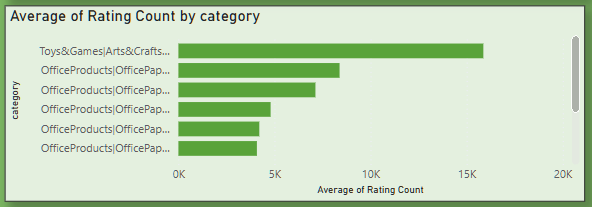 Average of Rating Count by category
category
Toys&Games|Arts&Crafts...
OfficeProducts|OfficePap...
OfficeProducts|OfficePap...
OfficeProducts|OfficePap...
OfficeProducts|OfficePap...
OfficeProducts|OfficePap...
0K 5K 10K 15K 20K
Average of Rating Count